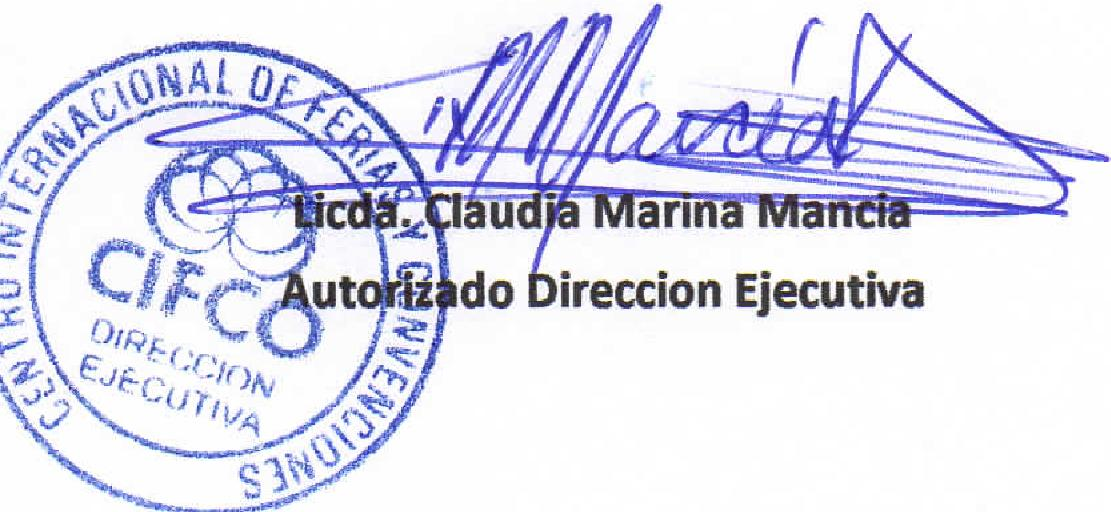 CENTRO INTERNACIONAL DE FERIAS Y CONVENCIONES
CIFCO
DIRECCION
EJECUTIVA
Licda. Claudia Marina Mancia
Autorizado Direccion Ejecutiva